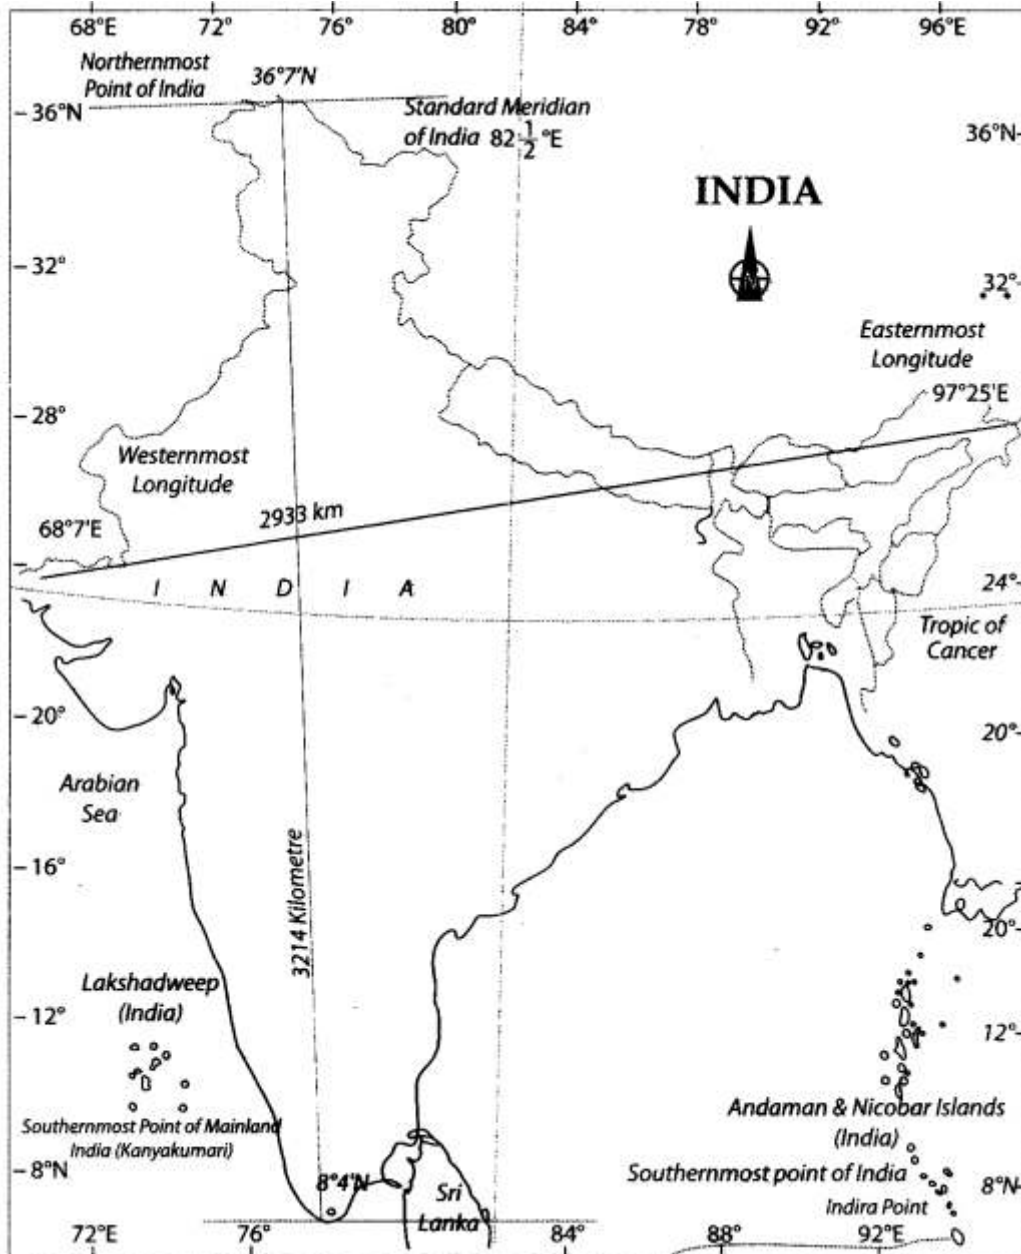 68°E 72° 76° 80° 84° 78° 92° 96°E
Northernmost
Point of India
36°7'N
36°N
Standard Meridian
of India 82 1/2 °E
36°N
INDIA
N
32°
32°
Easternmost
Longitude
97°25'E
28°
Westernmost
Longitude
2933 km
68°7'E
I N D I A
24°
Tropic of
Cancer
20°
20°
Arabian
Sea
16°
3214 Kilometre
20°
Lakshadweep
(India)
12°
12°
Andaman & Nicobar Islands
(India)
Southernmost Point of Mainland
India (Kanyakumari)
8°N
8°4'N
Sri
Lanka
Southernmost point of India
8°N
Indira Point
72°E 76° 84° 88° 92°E